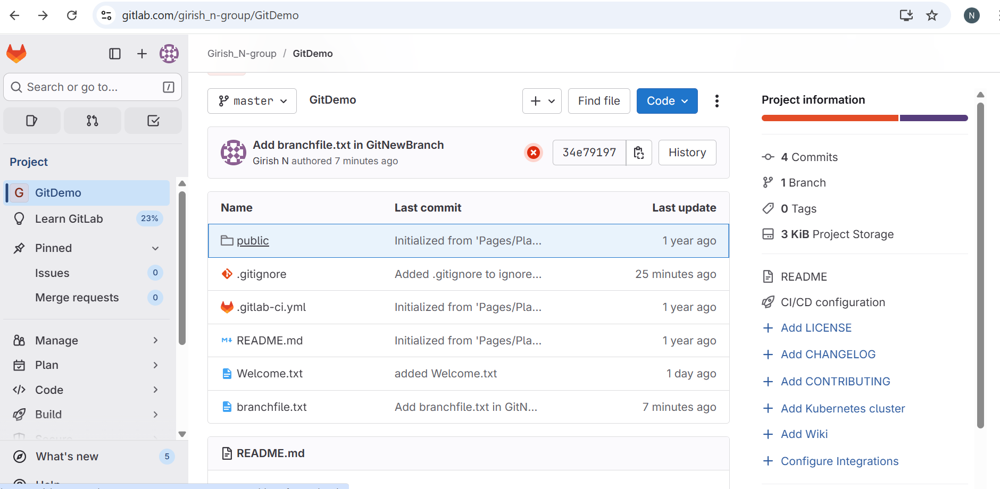 gitlab.com/girish_n-group/GitDemo
N
Girish_N-group / GitDemo
Search or go to...
/
Project
G GitDemo
Learn GitLab 23%
Pinned
Issues 0
Merge requests 0
Manage
Plan
Code
Build
Secure
What's new 5
Help
master
GitDemo
Find file
Code
Add branchfile.txt in GitNewBranch
Girish N authored 7 minutes ago
34e79197
History
Name Last commit Last update
public Initialized from 'Pages/Pla... 1 year ago
.gitignore Added .gitignore to ignore... 25 minutes ago
.gitlab-ci.yml Initialized from 'Pages/Pla... 1 year ago
README.md Initialized from 'Pages/Pla... 1 year ago
Welcome.txt added Welcome.txt 1 day ago
branchfile.txt Add branchfile.txt in GitN... 7 minutes ago
README.md
Project information
4 Commits
1 Branch
0 Tags
3 KiB Project Storage
README
CI/CD configuration
Add LICENSE
Add CHANGELOG
Add CONTRIBUTING
Add Kubernetes cluster
Add Wiki
Configure Integrations